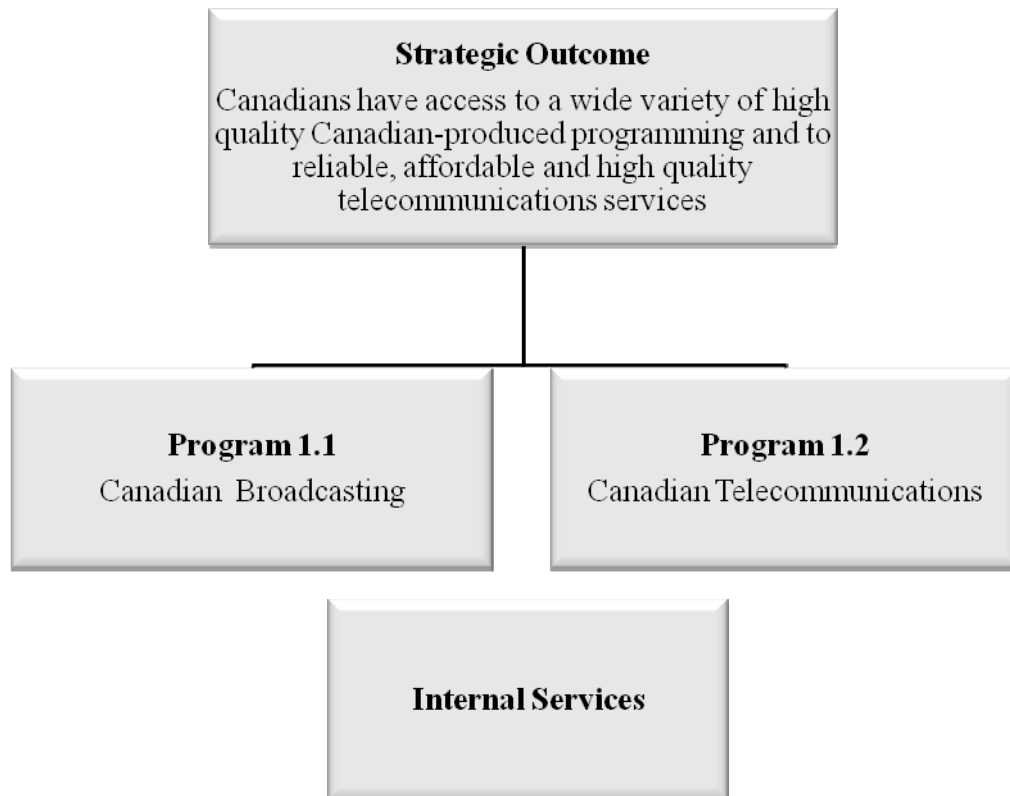 Strategic Outcome
Canadians have access to a wide variety of high
quality Canadian-produced programming and to
reliable, affordable and high quality
telecommunications services
Program 1.1
Canadian Broadcasting
Program 1.2
Canadian Telecommunications
Internal Services